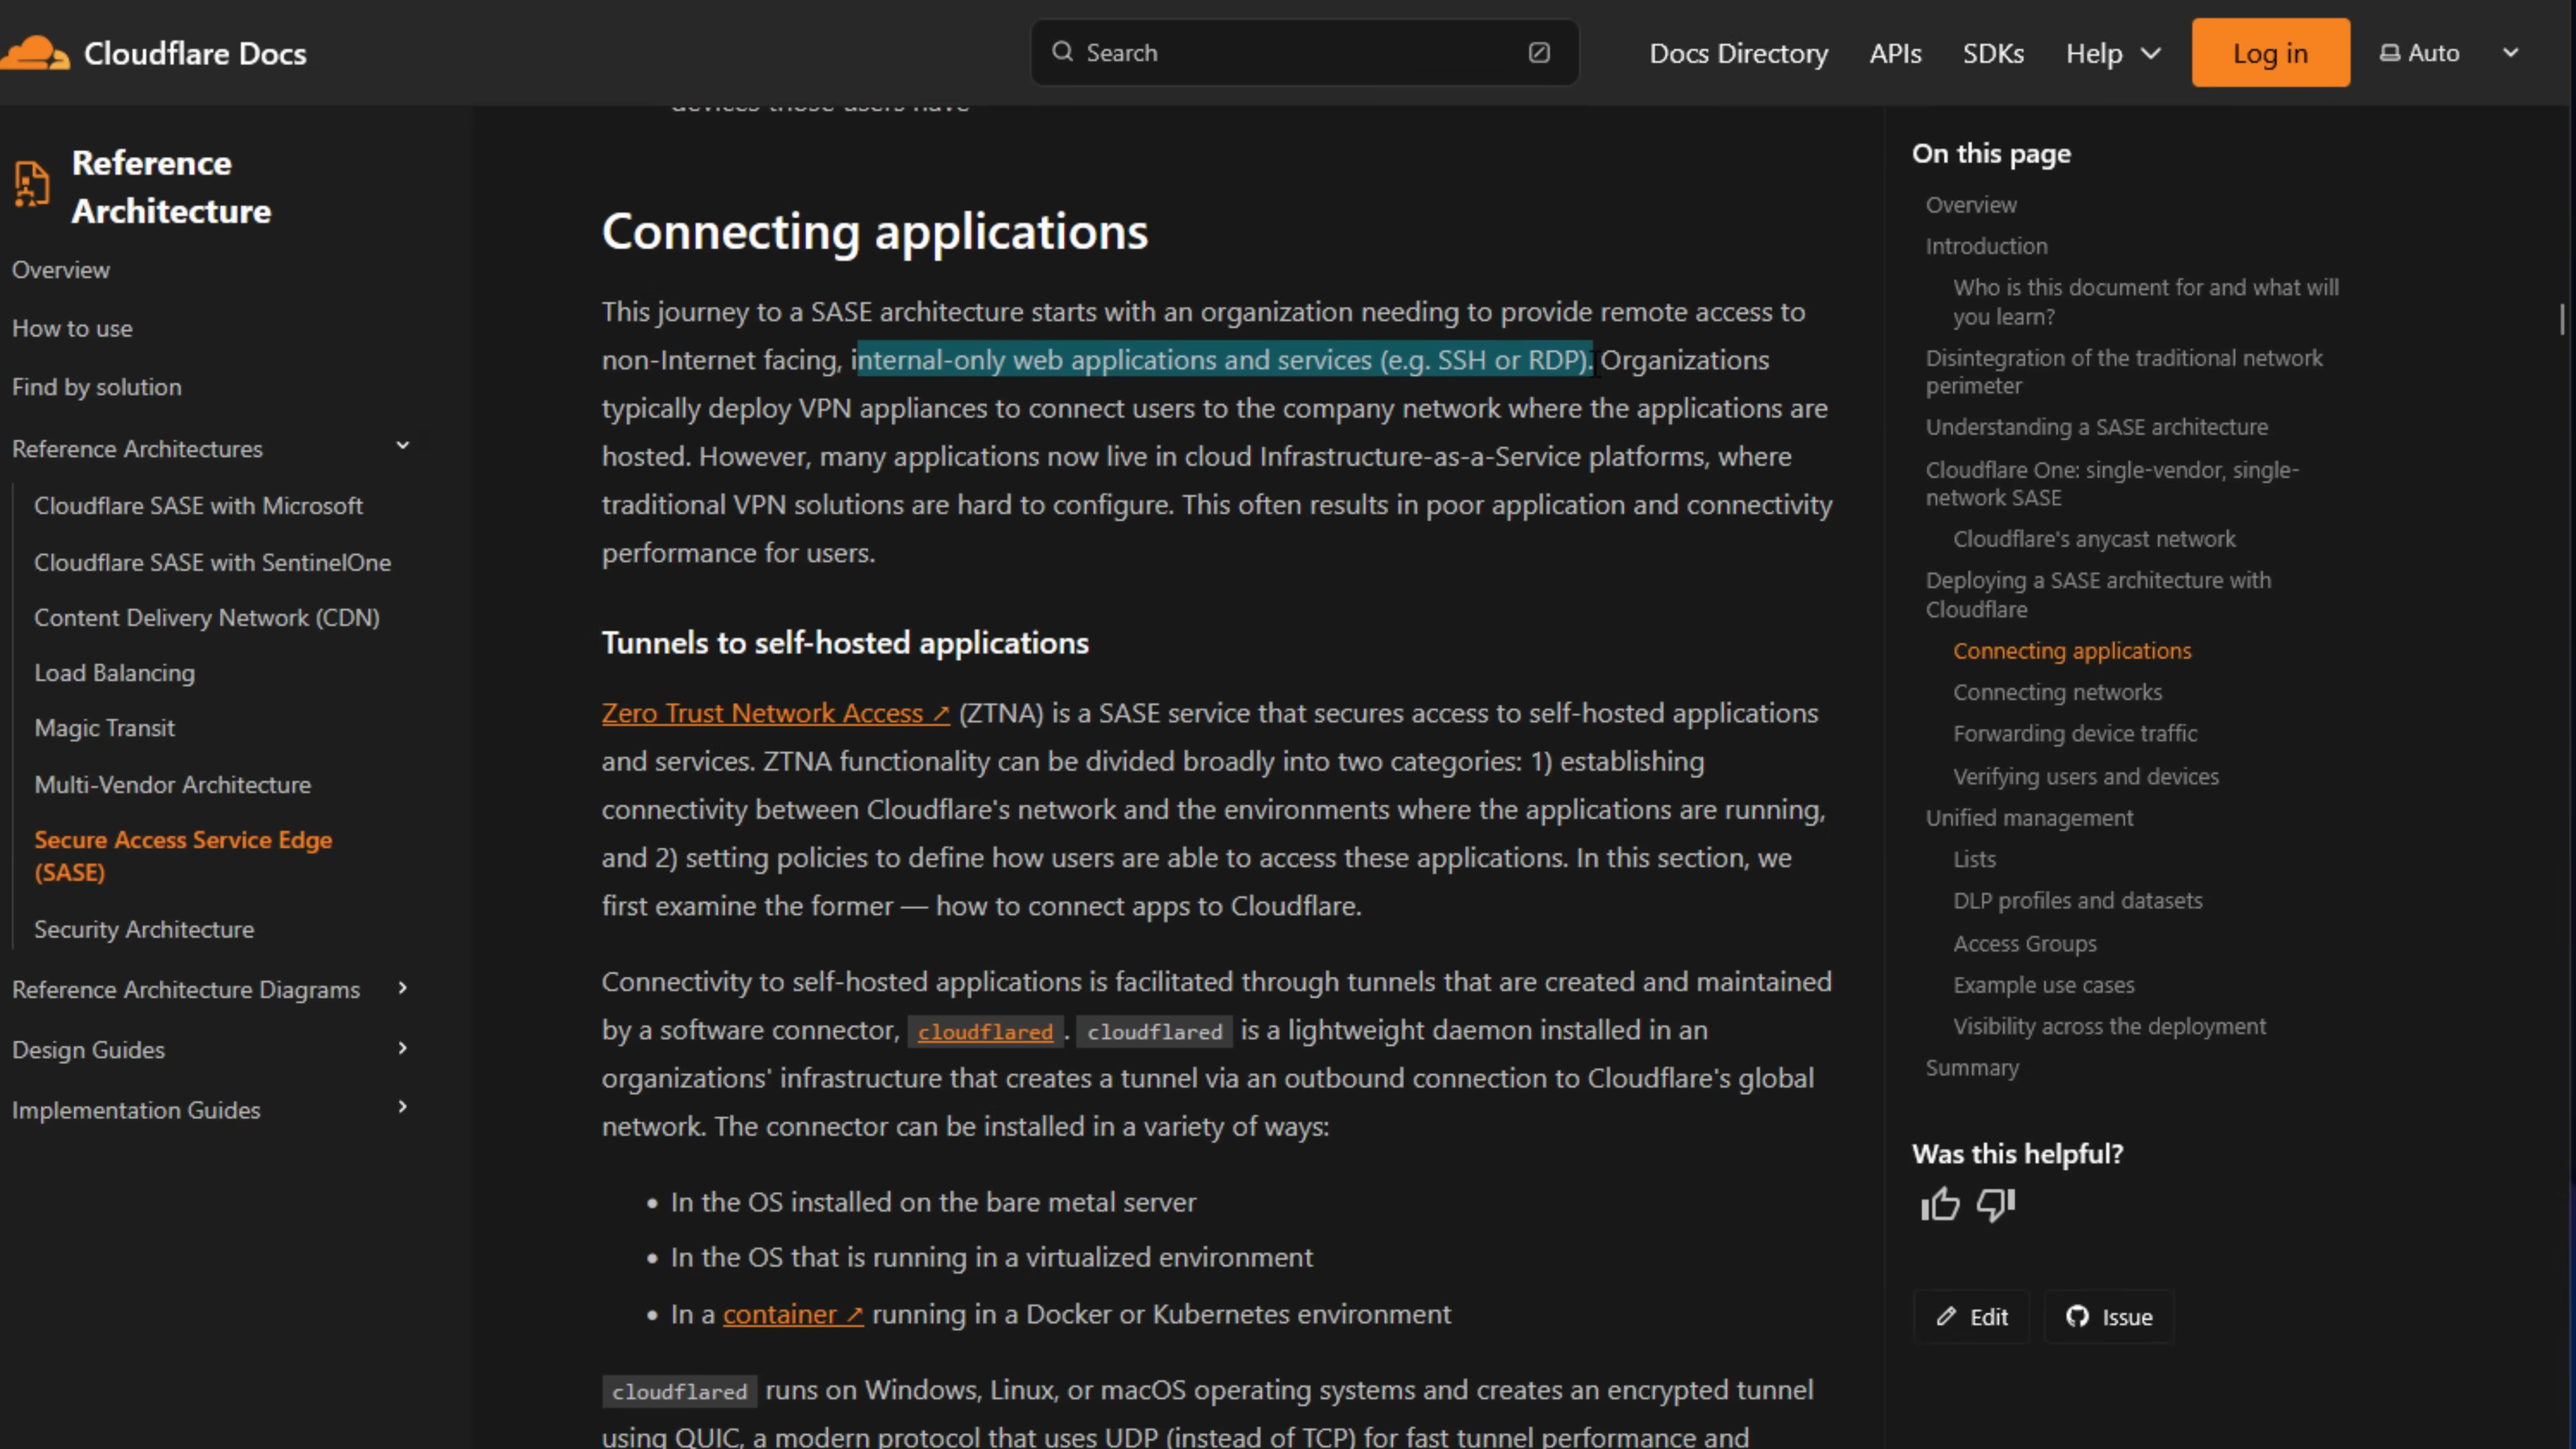 Cloudflare Docs
Search
Docs Directory
APIs
SDKs
Help
Log in
Auto
Reference
Architecture
Overview
How to use
Find by solution
Reference Architectures
Cloudflare SASE with Microsoft
Cloudflare SASE with SentinelOne
Content Delivery Network (CDN)
Load Balancing
Magic Transit
Multi-Vendor Architecture
Secure Access Service Edge
(SASE)
Security Architecture
Reference Architecture Diagrams
Design Guides
Implementation Guides
devices those users have
Connecting applications
This journey to a SASE architecture starts with an organization needing to provide remote access to
non-Internet facing, internal-only web applications and services (e.g. SSH or RDP). Organizations
typically deploy VPN appliances to connect users to the company network where the applications are
hosted. However, many applications now live in cloud Infrastructure-as-a-Service platforms, where
traditional VPN solutions are hard to configure. This often results in poor application and connectivity
performance for users.
Tunnels to self-hosted applications
Zero Trust Network Access ↗ (ZTNA) is a SASE service that secures access to self-hosted applications
and services. ZTNA functionality can be divided broadly into two categories: 1) establishing
connectivity between Cloudflare's network and the environments where the applications are running,
and 2) setting policies to define how users are able to access these applications. In this section, we
first examine the former — how to connect apps to Cloudflare.
Connectivity to self-hosted applications is facilitated through tunnels that are created and maintained
by a software connector, cloudflared . cloudflared is a lightweight daemon installed in an
organizations' infrastructure that creates a tunnel via an outbound connection to Cloudflare's global
network. The connector can be installed in a variety of ways:
• In the OS installed on the bare metal server
• In the OS that is running in a virtualized environment
• In a container ↗ running in a Docker or Kubernetes environment
cloudflared runs on Windows, Linux, or macOS operating systems and creates an encrypted tunnel
using QUIC, a modern protocol that uses UDP (instead of TCP) for fast tunnel performance and
On this page
Overview
Introduction
Who is this document for and what will
you learn?
Disintegration of the traditional network
perimeter
Understanding a SASE architecture
Cloudflare One: single-vendor, single-
network SASE
Cloudflare's anycast network
Deploying a SASE architecture with
Cloudflare
Connecting applications
Connecting networks
Forwarding device traffic
Verifying users and devices
Unified management
Lists
DLP profiles and datasets
Access Groups
Example use cases
Visibility across the deployment
Summary
Was this helpful?
Edit
Issue